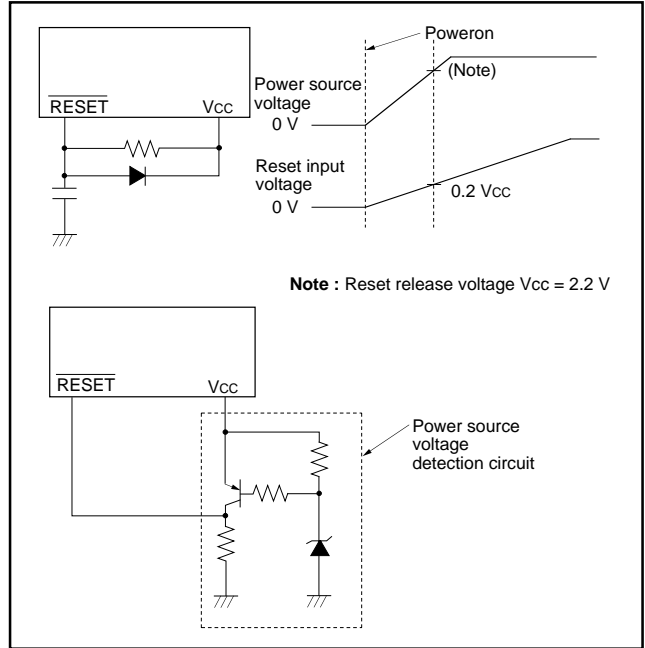 Poweron
(Note)
RESET VCC
Power source
voltage
0 V
Reset input
voltage
0 V
0.2 VCC
Note : Reset release voltage Vcc = 2.2 V
RESET VCC
Power source
voltage
detection circuit